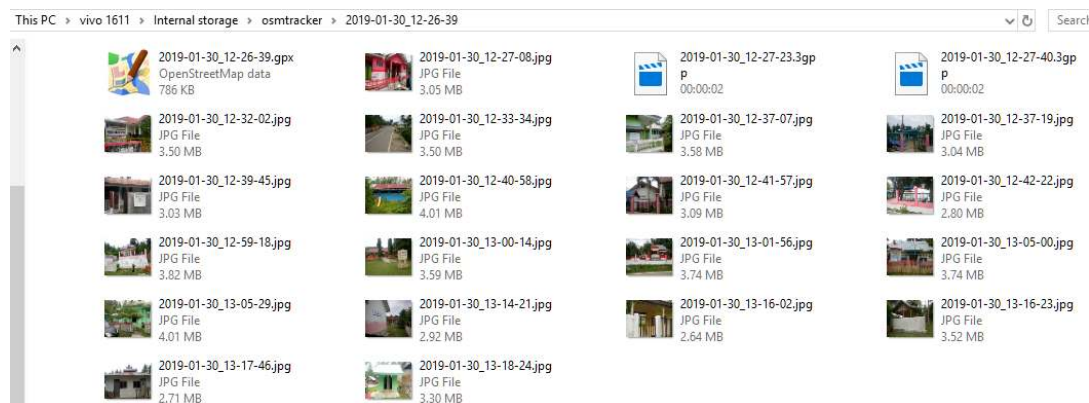 This PC > vivo 1611 > Internal storage > osmtracker > 2019-01-30_12-26-39
Search
2019-01-30_12-26-39.gpx
OpenStreetMap data
786 KB
2019-01-30_12-27-08.jpg
JPG File
3.05 MB
2019-01-30_12-27-23.3gp
p
00:00:02
2019-01-30_12-27-40.3gp
p
00:00:02
2019-01-30_12-32-02.jpg
JPG File
3.50 MB
2019-01-30_12-33-34.jpg
JPG File
3.50 MB
2019-01-30_12-37-07.jpg
JPG File
3.58 MB
2019-01-30_12-37-19.jpg
JPG File
3.04 MB
2019-01-30_12-39-45.jpg
JPG File
3.03 MB
2019-01-30_12-40-58.jpg
JPG File
4.01 MB
2019-01-30_12-41-57.jpg
JPG File
3.09 MB
2019-01-30_12-42-22.jpg
JPG File
2.80 MB
2019-01-30_12-59-18.jpg
JPG File
3.82 MB
2019-01-30_13-00-14.jpg
JPG File
3.59 MB
2019-01-30_13-01-56.jpg
JPG File
3.74 MB
2019-01-30_13-05-00.jpg
JPG File
3.74 MB
2019-01-30_13-05-29.jpg
JPG File
4.01 MB
2019-01-30_13-14-21.jpg
JPG File
2.92 MB
2019-01-30_13-16-02.jpg
JPG File
2.64 MB
2019-01-30_13-16-23.jpg
JPG File
3.52 MB
2019-01-30_13-17-46.jpg
JPG File
2.71 MB
2019-01-30_13-18-24.jpg
JPG File
3.30 MB